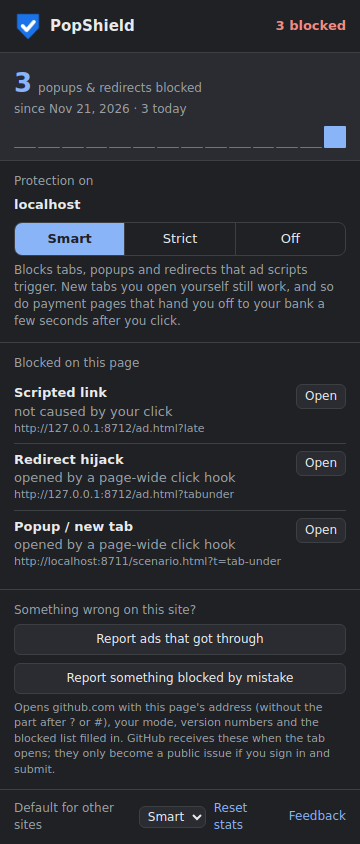 PopShield
3 blocked
3 popups & redirects blocked
since Nov 21, 2026 · 3 today
Protection on
localhost
Smart
Strict
Off
Blocks tabs, popups and redirects that ad scripts
trigger. New tabs you open yourself still work, and so
do payment pages that hand you off to your bank a
few seconds after you click.
Blocked on this page
Scripted link
not caused by your click
http://127.0.0.1:8712/ad.html?late
Open
Redirect hijack
opened by a page-wide click hook
http://127.0.0.1:8712/ad.html?tabunder
Open
Popup / new tab
opened by a page-wide click hook
http://localhost:8711/scenario.html?t=tab-under
Open
Something wrong on this site?
Report ads that got through
Report something blocked by mistake
Opens github.com with this page's address (without the
part after ? or #), your mode, version numbers and the
blocked list filled in. GitHub receives these when the tab
opens; they only become a public issue if you sign in and
submit.
Default for other
sites
Smart
Reset
stats
Feedback